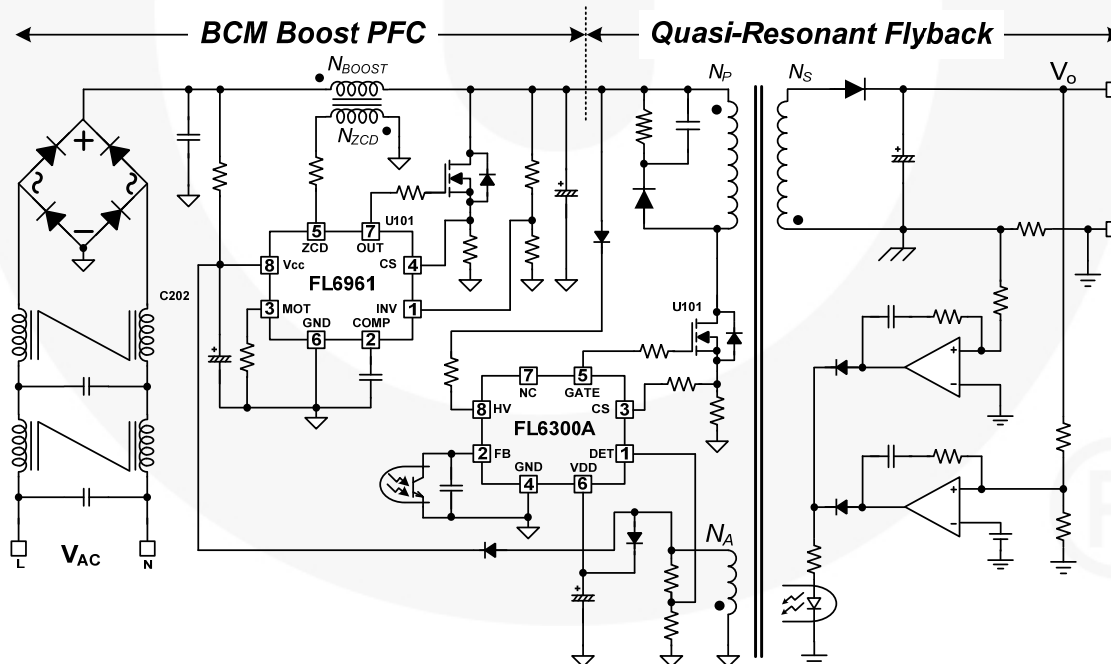 BCM Boost PFC
Quasi-Resonant Flyback
N_BOOST
N_ZCD
N_P
N_S
V_o
+
~
~
−
C202
U101
5 ZCD
7 OUT
8 Vcc
CS 4
FL6961
3 MOT
INV 1
GND
6
COMP
2
U101
7 NC
5 GATE
8 HV
CS 3
FL6300A
2 FB
DET 1
GND
4
VDD
6
N_A
+
+
+
+
+
−
+
−
L
V_AC
N
R